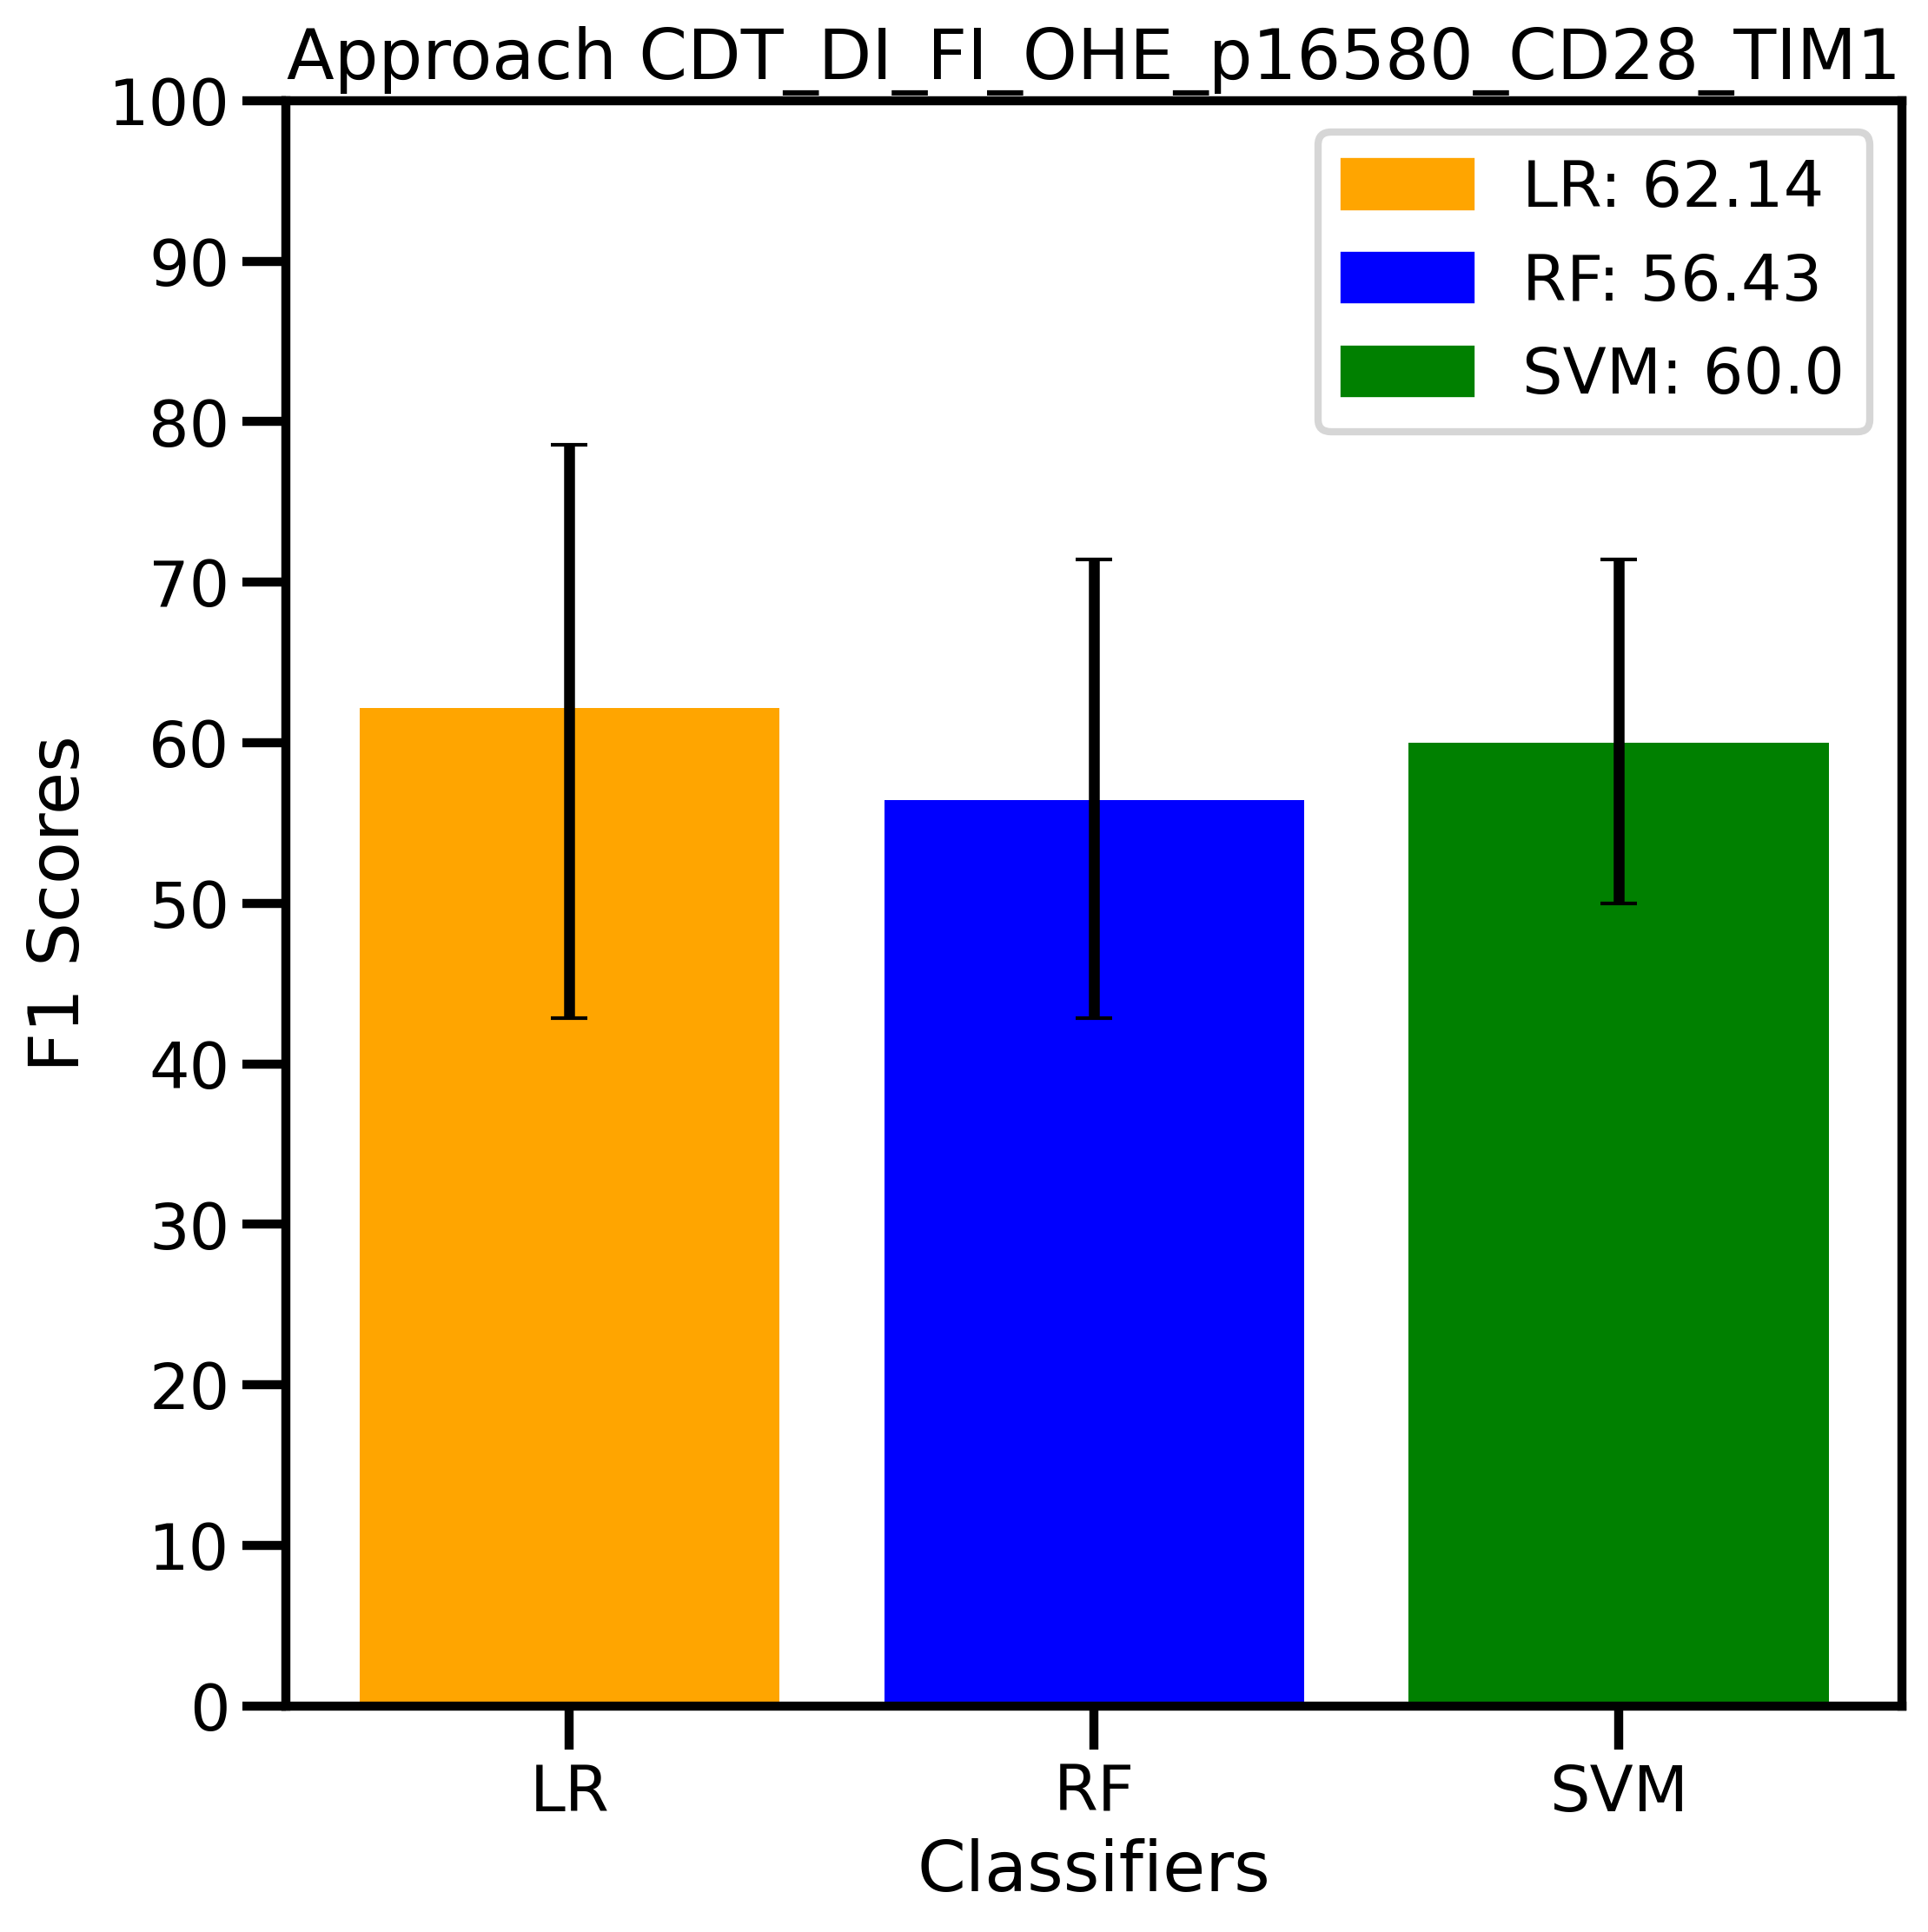 Approach CDT_DI_FI_OHE_p16580_CD28_TIM1
100
90
80
70
60
50
40
30
20
10
0
F1 Scores
LR: 62.14
RF: 56.43
SVM: 60.0
LR
RF
SVM
Classifiers